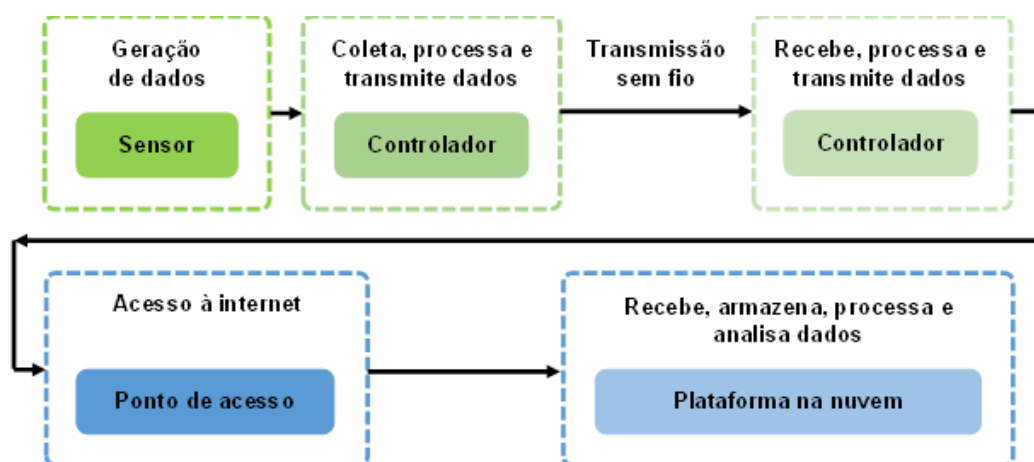 Geração
de dados
Sensor
Coleta, processa e
transmite dados
Controlador
Transmissão
sem fio
Recebe, processa e
transmite dados
Controlador
Acesso à internet
Ponto de acesso
Recebe, armazena, processa e
analisa dados
Plataforma na nuvem